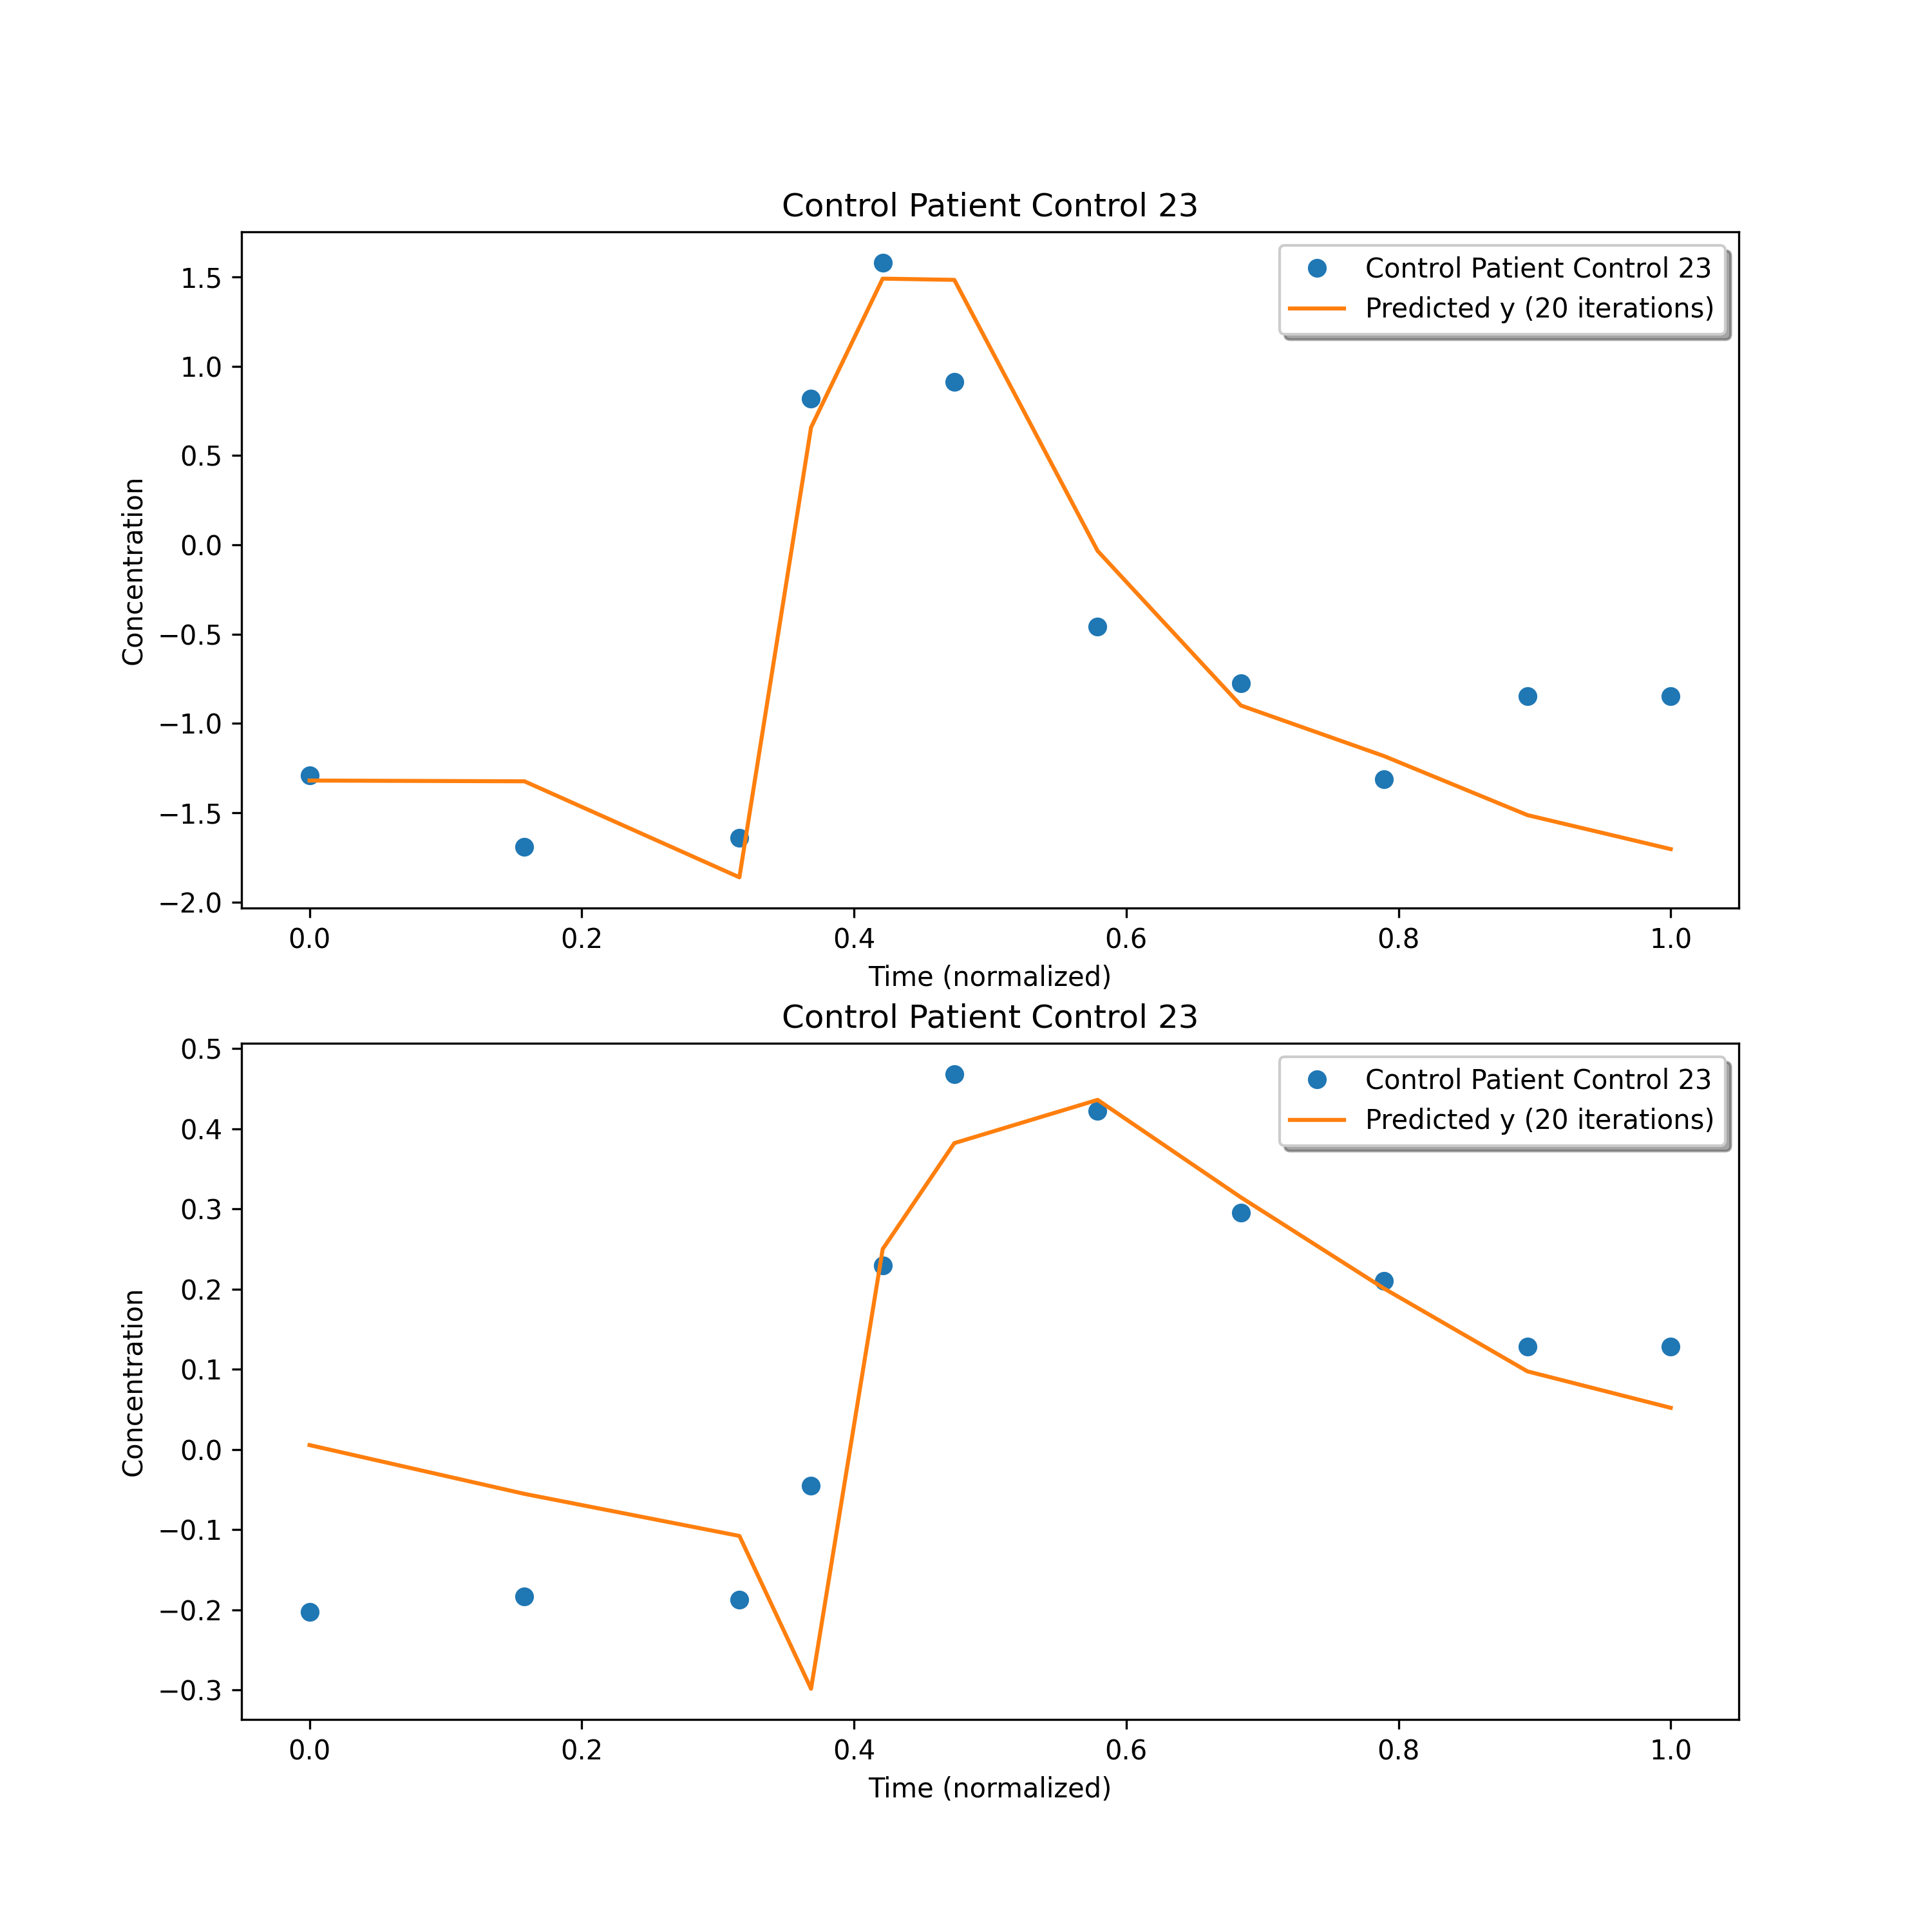 Control Patient Control 23
Control Patient Control 23
Predicted y (20 iterations)
1.5
1.0
0.5
0.0
−0.5
−1.0
−1.5
−2.0
Concentration
0.0 0.2 0.4 0.6 0.8 1.0
Time (normalized)
Control Patient Control 23
Control Patient Control 23
Predicted y (20 iterations)
0.5
0.4
0.3
0.2
0.1
0.0
−0.1
−0.2
−0.3
Concentration
0.0 0.2 0.4 0.6 0.8 1.0
Time (normalized)